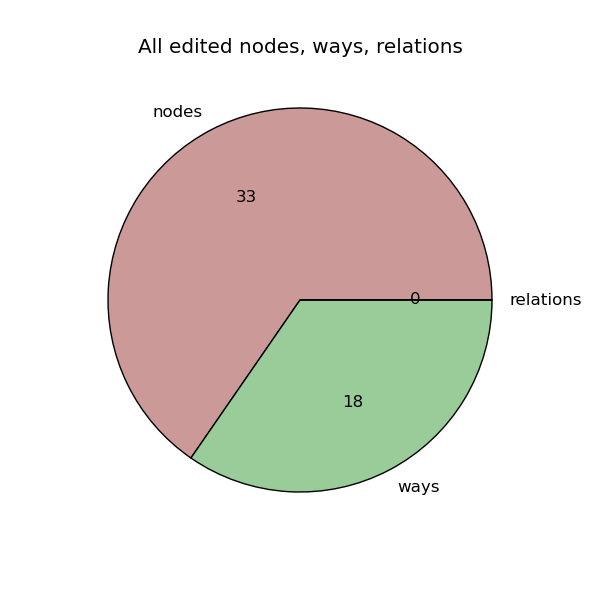 All edited nodes, ways, relations
nodes
33
0
relations
18
ways